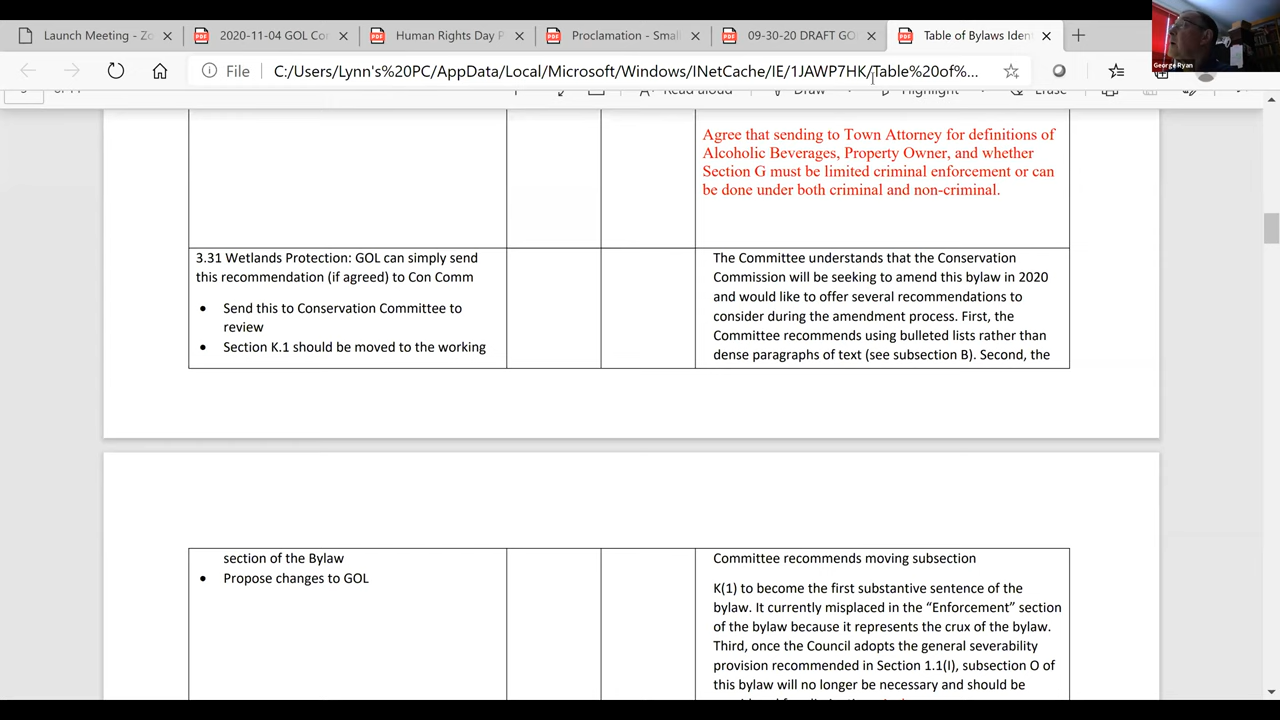 Launch Meeting - Zo
2020-11-04 GOL Co
Human Rights Day P
Proclamation - Smal
09-30-20 DRAFT GO
Table of Bylaws Iden
George Ryan
File
C:/Users/Lynn's%20PC/AppData/Local/Microsoft/Windows/INetCache/IE/1JAWP7HK/Table%20of%...
Read aloud
Draw
Highlight
Erase
Agree that sending to Town Attorney for definitions of
Alcoholic Beverages, Property Owner, and whether
Section G must be limited criminal enforcement or can
be done under both criminal and non-criminal.
3.31 Wetlands Protection: GOL can simply send
this recommendation (if agreed) to Con Comm
• Send this to Conservation Committee to
review
• Section K.1 should be moved to the working
The Committee understands that the Conservation
Commission will be seeking to amend this bylaw in 2020
and would like to offer several recommendations to
consider during the amendment process. First, the
Committee recommends using bulleted lists rather than
dense paragraphs of text (see subsection B). Second, the
section of the Bylaw
• Propose changes to GOL
Committee recommends moving subsection
K(1) to become the first substantive sentence of the
bylaw. It currently misplaced in the “Enforcement” section
of the bylaw because it represents the crux of the bylaw.
Third, once the Council adopts the general severability
provision recommended in Section 1.1(I), subsection O of
this bylaw will no longer be necessary and should be